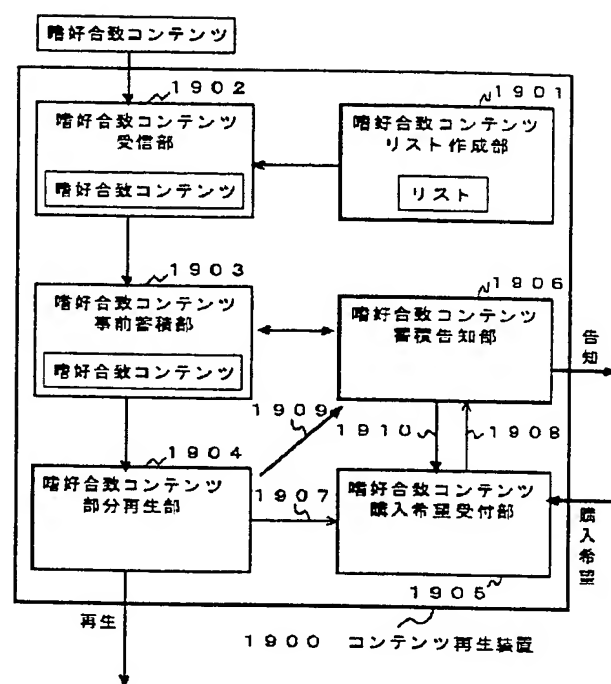 嗜好合致コンテンツ
1902
嗜好合致コンテンツ
受信部
嗜好合致コンテンツ
1901
嗜好合致コンテンツ
リスト作成部
リスト
1903
嗜好合致コンテンツ
事前蓄積部
嗜好合致コンテンツ
1906
嗜好合致コンテンツ
蓄積告知部
告知
1909
1910
1908
1904
嗜好合致コンテンツ
部分再生部
1907
嗜好合致コンテンツ
購入希望受付部
購入希望
1905
再生
1900 コンテンツ再生装置